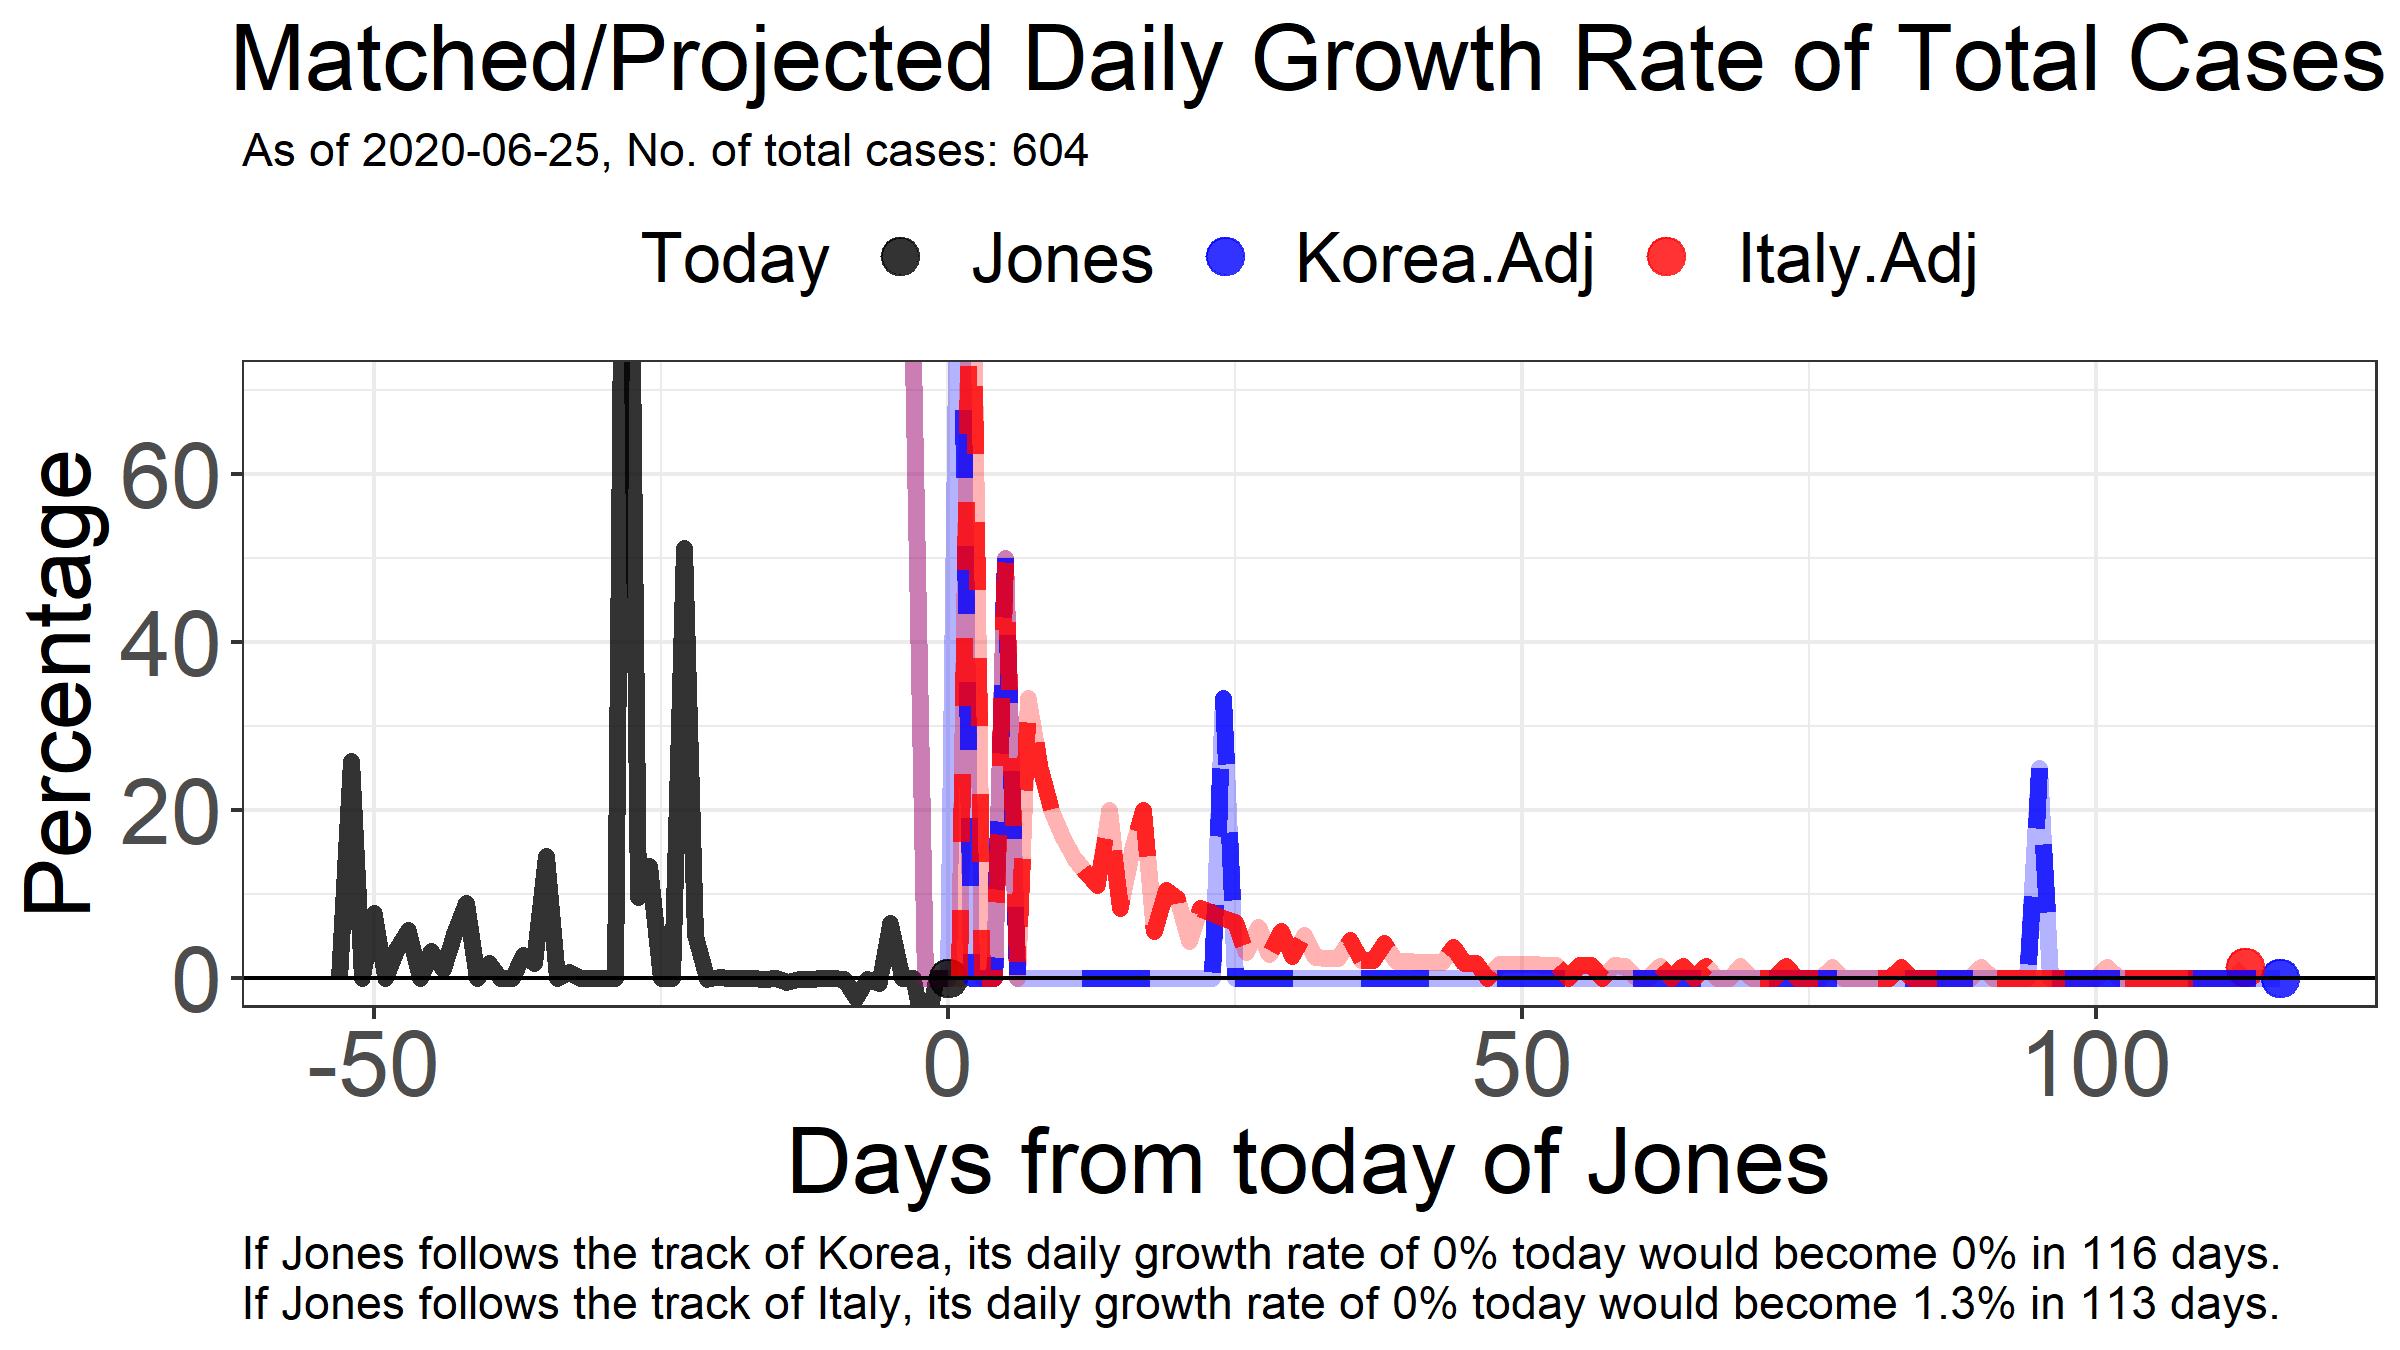 Matched/Projected Daily Growth Rate of Total Cases
As of 2020-06-25, No. of total cases: 604
Today Jones Korea.Adj Italy.Adj
Percentage
60
40
20
0
-50 0 50 100
Days from today of Jones
If Jones follows the track of Korea, its daily growth rate of 0% today would become 0% in 116 days.
If Jones follows the track of Italy, its daily growth rate of 0% today would become 1.3% in 113 days.